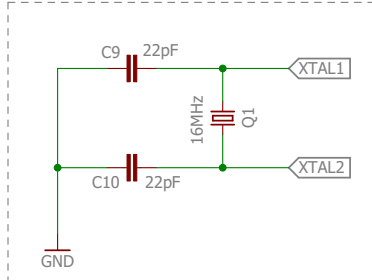 C9 22pF
XTAL1
16MHz
Q1
XTAL2
C10 22pF
GND